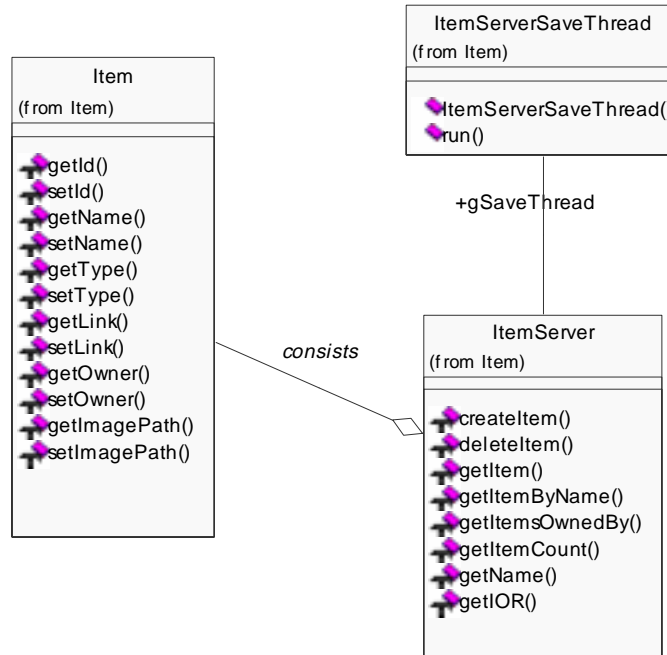 Item
(from Item)
getId()
setId()
getName()
setName()
getType()
setType()
getLink()
setLink()
getOwner()
setOwner()
getImagePath()
setImagePath()
ItemServerSaveThread
(from Item)
ItemServerSaveThread(
run()
+gSaveThread
consists
ItemServer
(from Item)
createItem()
deleteItem()
getItem()
getItemByName()
getItemsOwnedBy()
getItemCount()
getName()
getIOR()